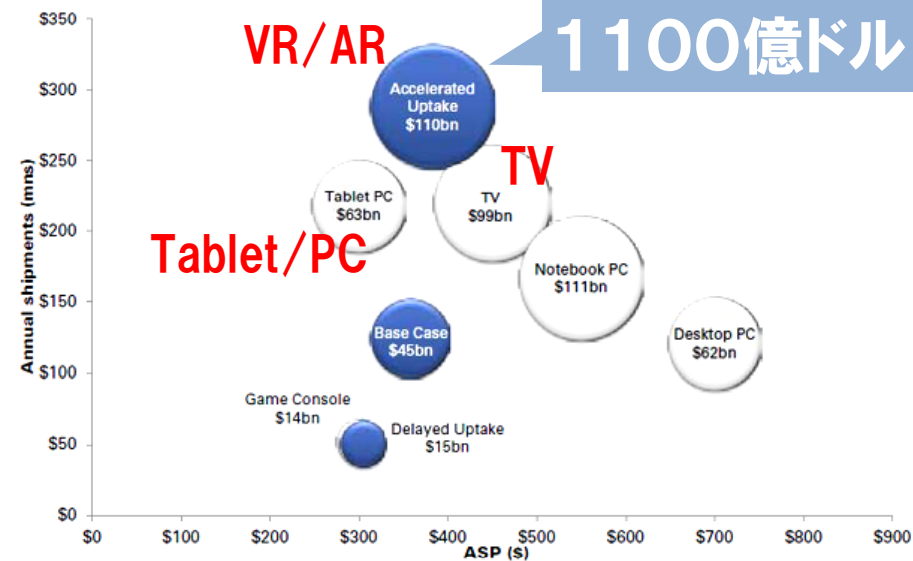 $350
$300
$250
$200
$150
$100
$50
$0
Annual shipments (mns)
VR/AR
1100億ドル
Accelerated
Uptake
$110bn
TV
Tablet PC
$63bn
TV
$99bn
Tablet/PC
Notebook PC
$111bn
Base Case
$45bn
Desktop PC
$62bn
Game Console
$14bn
Delayed Uptake
$15bn
$0 $100 $200 $300 $400 $500 $600 $700 $800 $900
ASP ($)